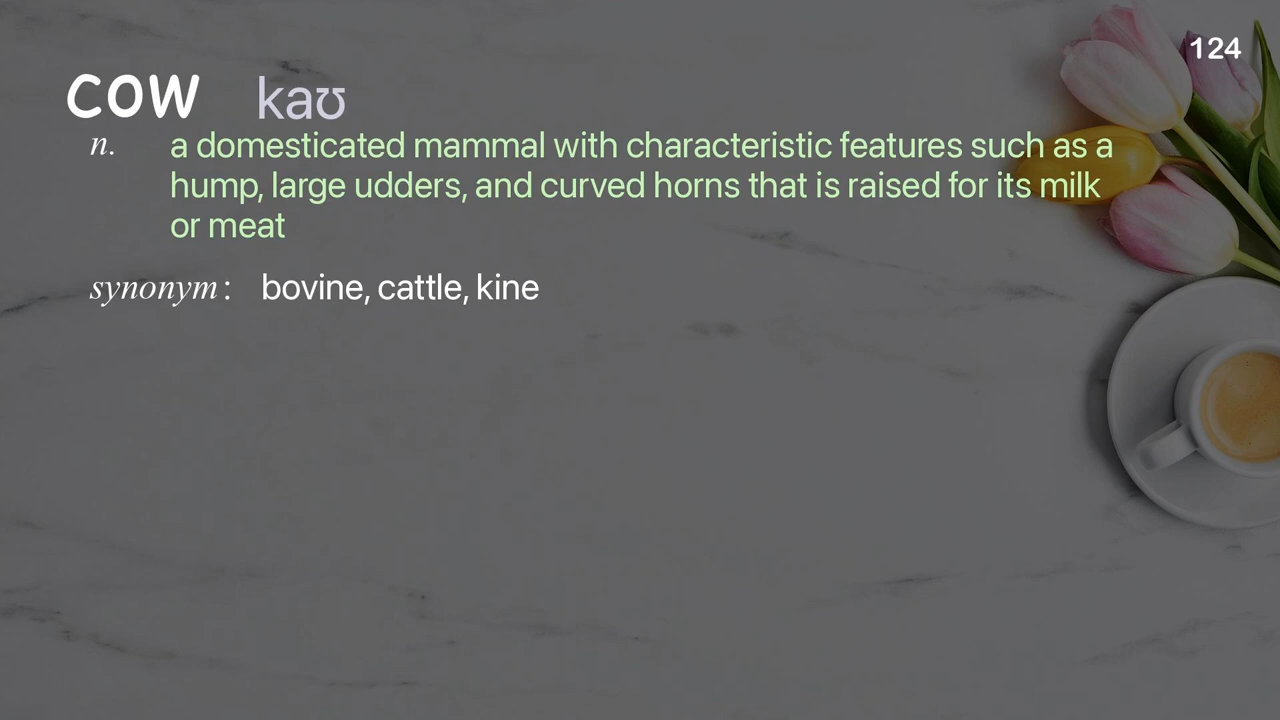 124
cow kaʊ
n. a domesticated mammal with characteristic features such as a
hump, large udders, and curved horns that is raised for its milk
or meat
synonym: bovine, cattle, kine